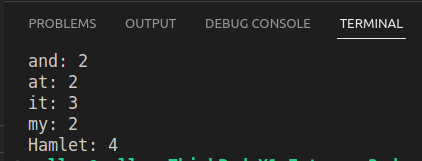 PROBLEMS OUTPUT DEBUG CONSOLE TERMINAL
and: 2
at: 2
it: 3
my: 2
Hamlet: 4